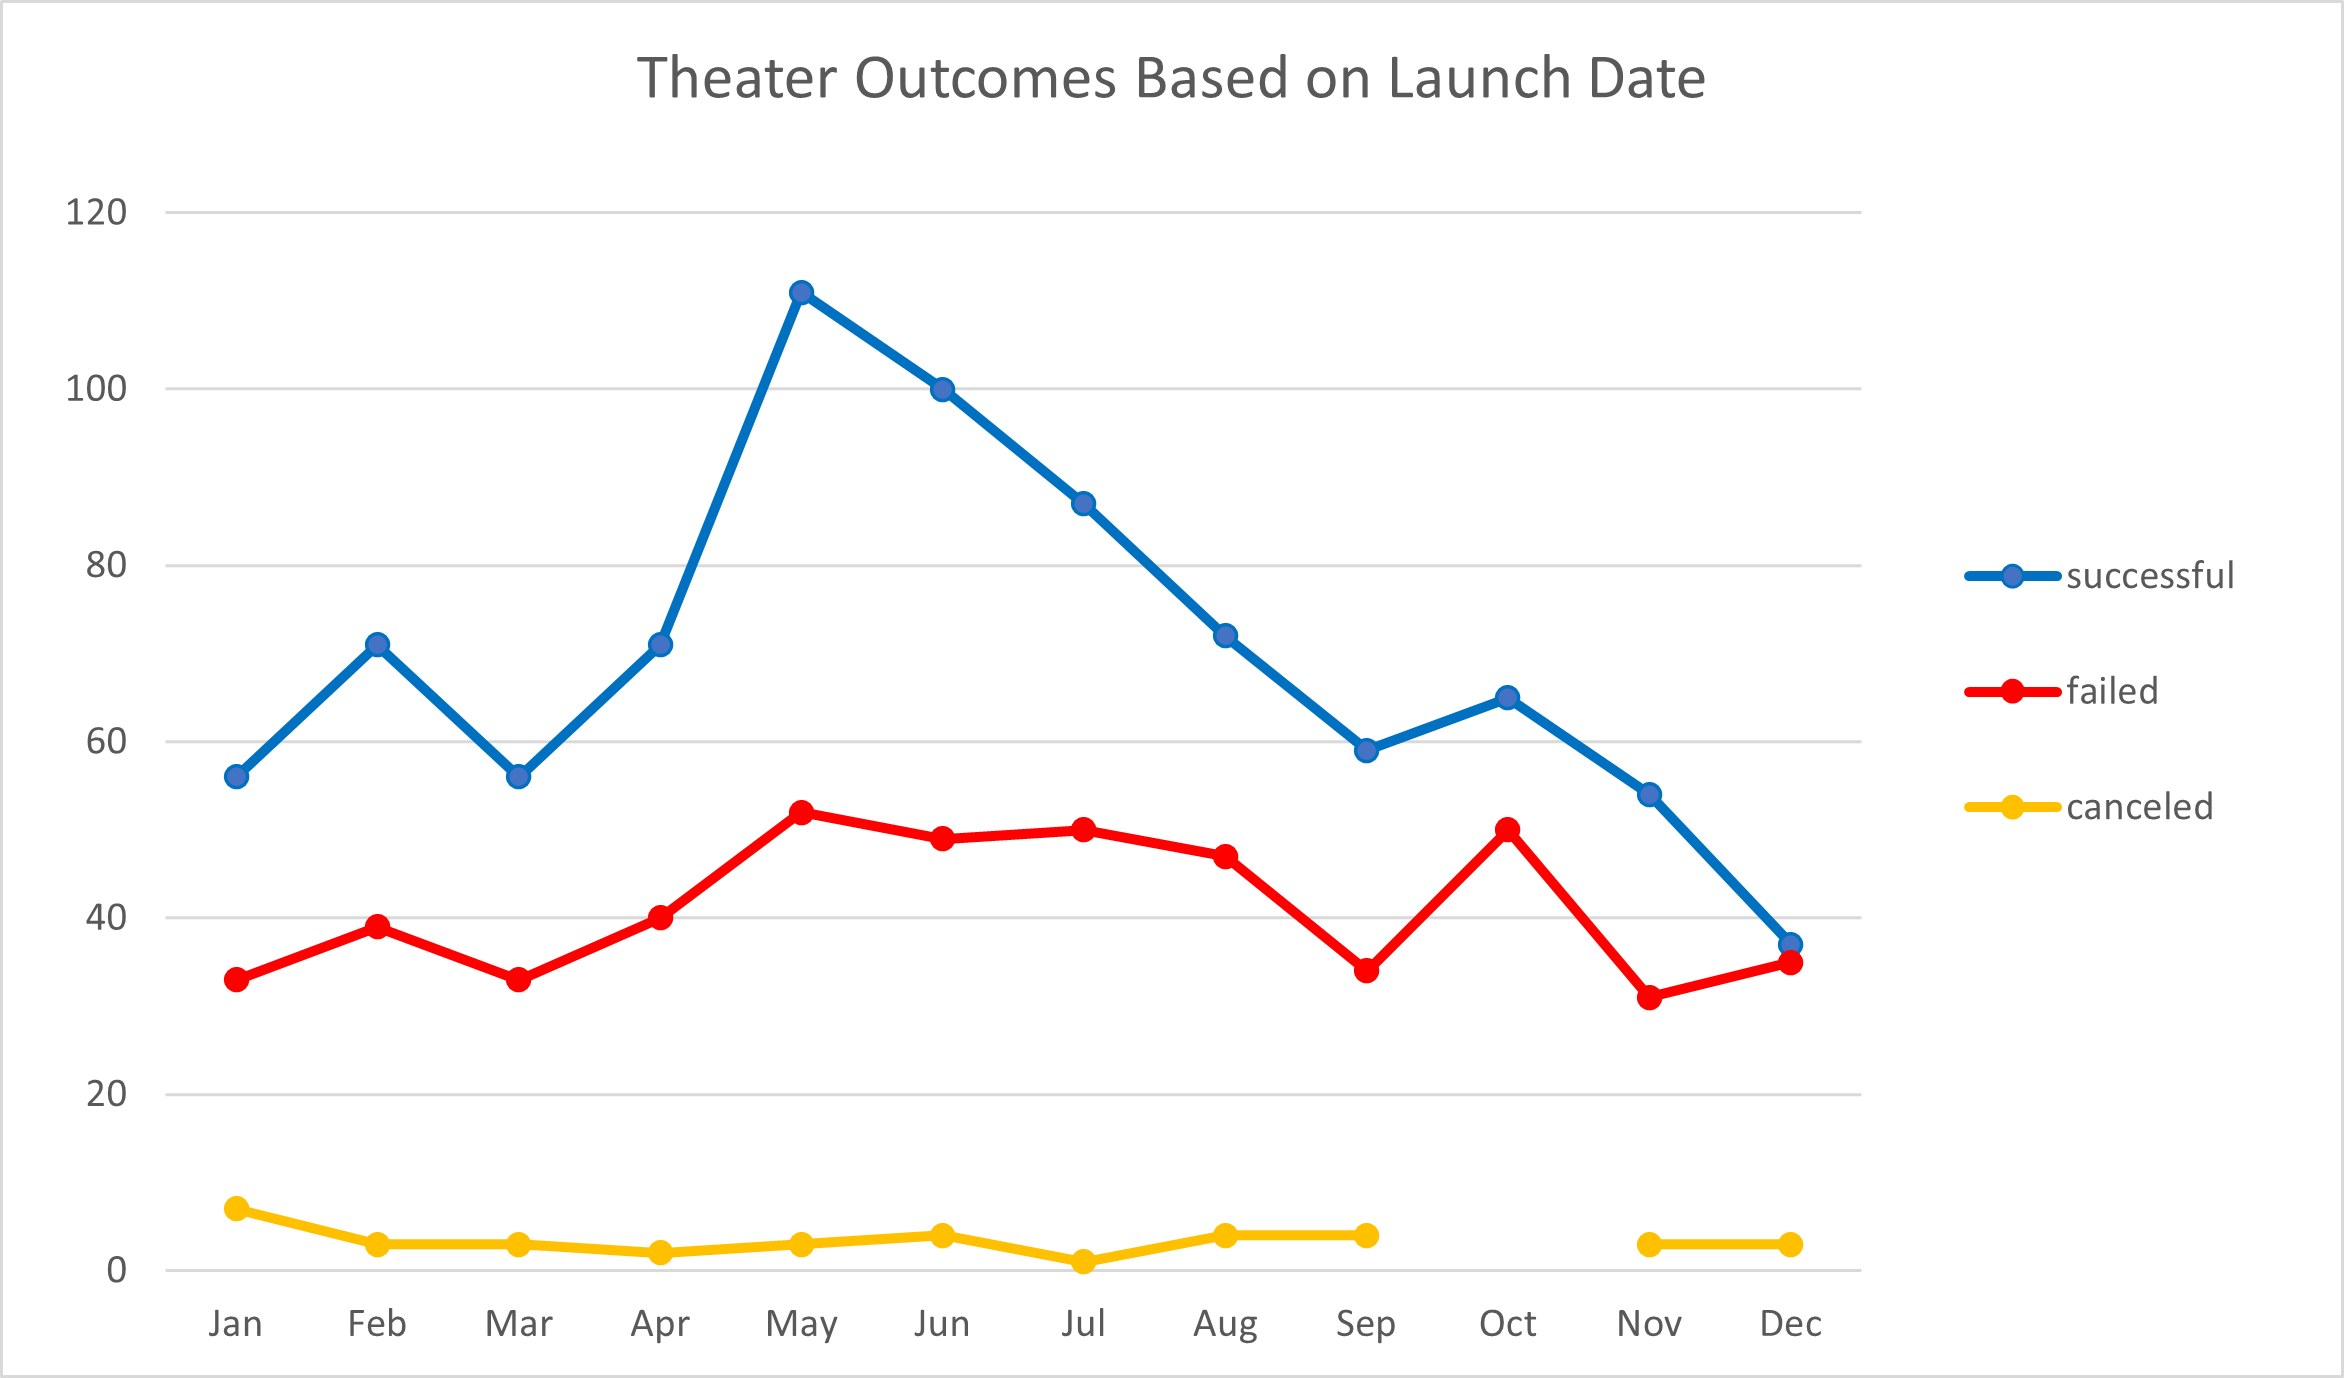 Theater Outcomes Based on Launch Date
120
100
80
60
40
20
0
Jan Feb Mar Apr May Jun Jul Aug Sep Oct Nov Dec
successful
failed
canceled